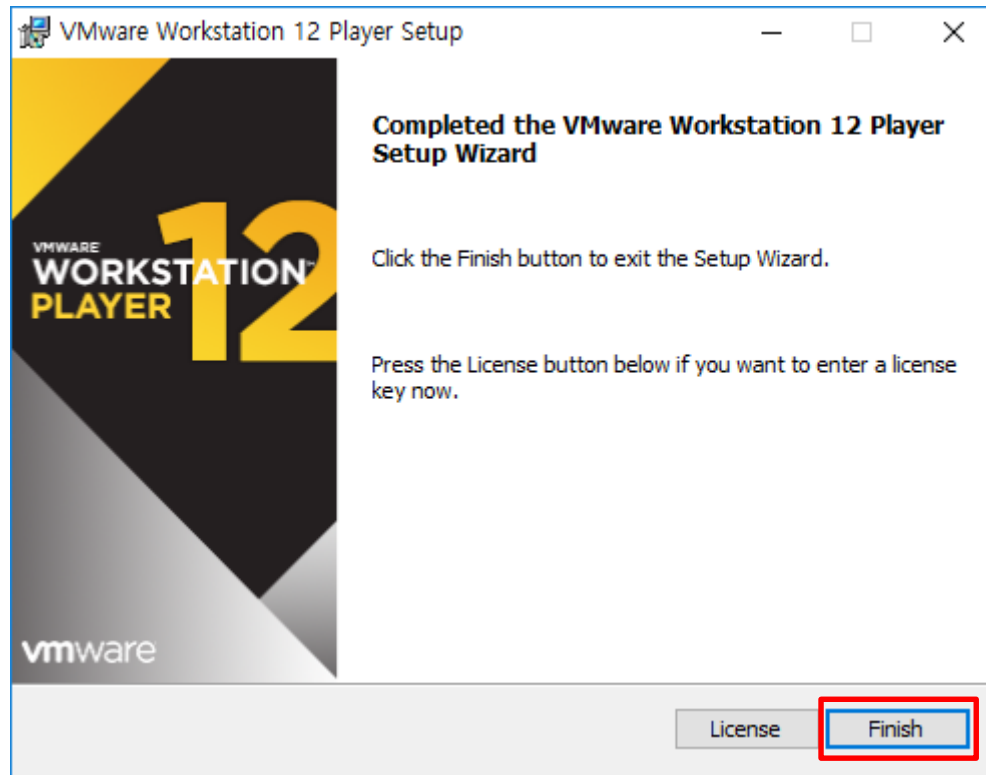 VMware Workstation 12 Player Setup
Completed the VMware Workstation 12 Player
Setup Wizard
12
VMWARE
WORKSTATION™
PLAYER
Click the Finish button to exit the Setup Wizard.
Press the License button below if you want to enter a license
key now.
vmware
License
Finish